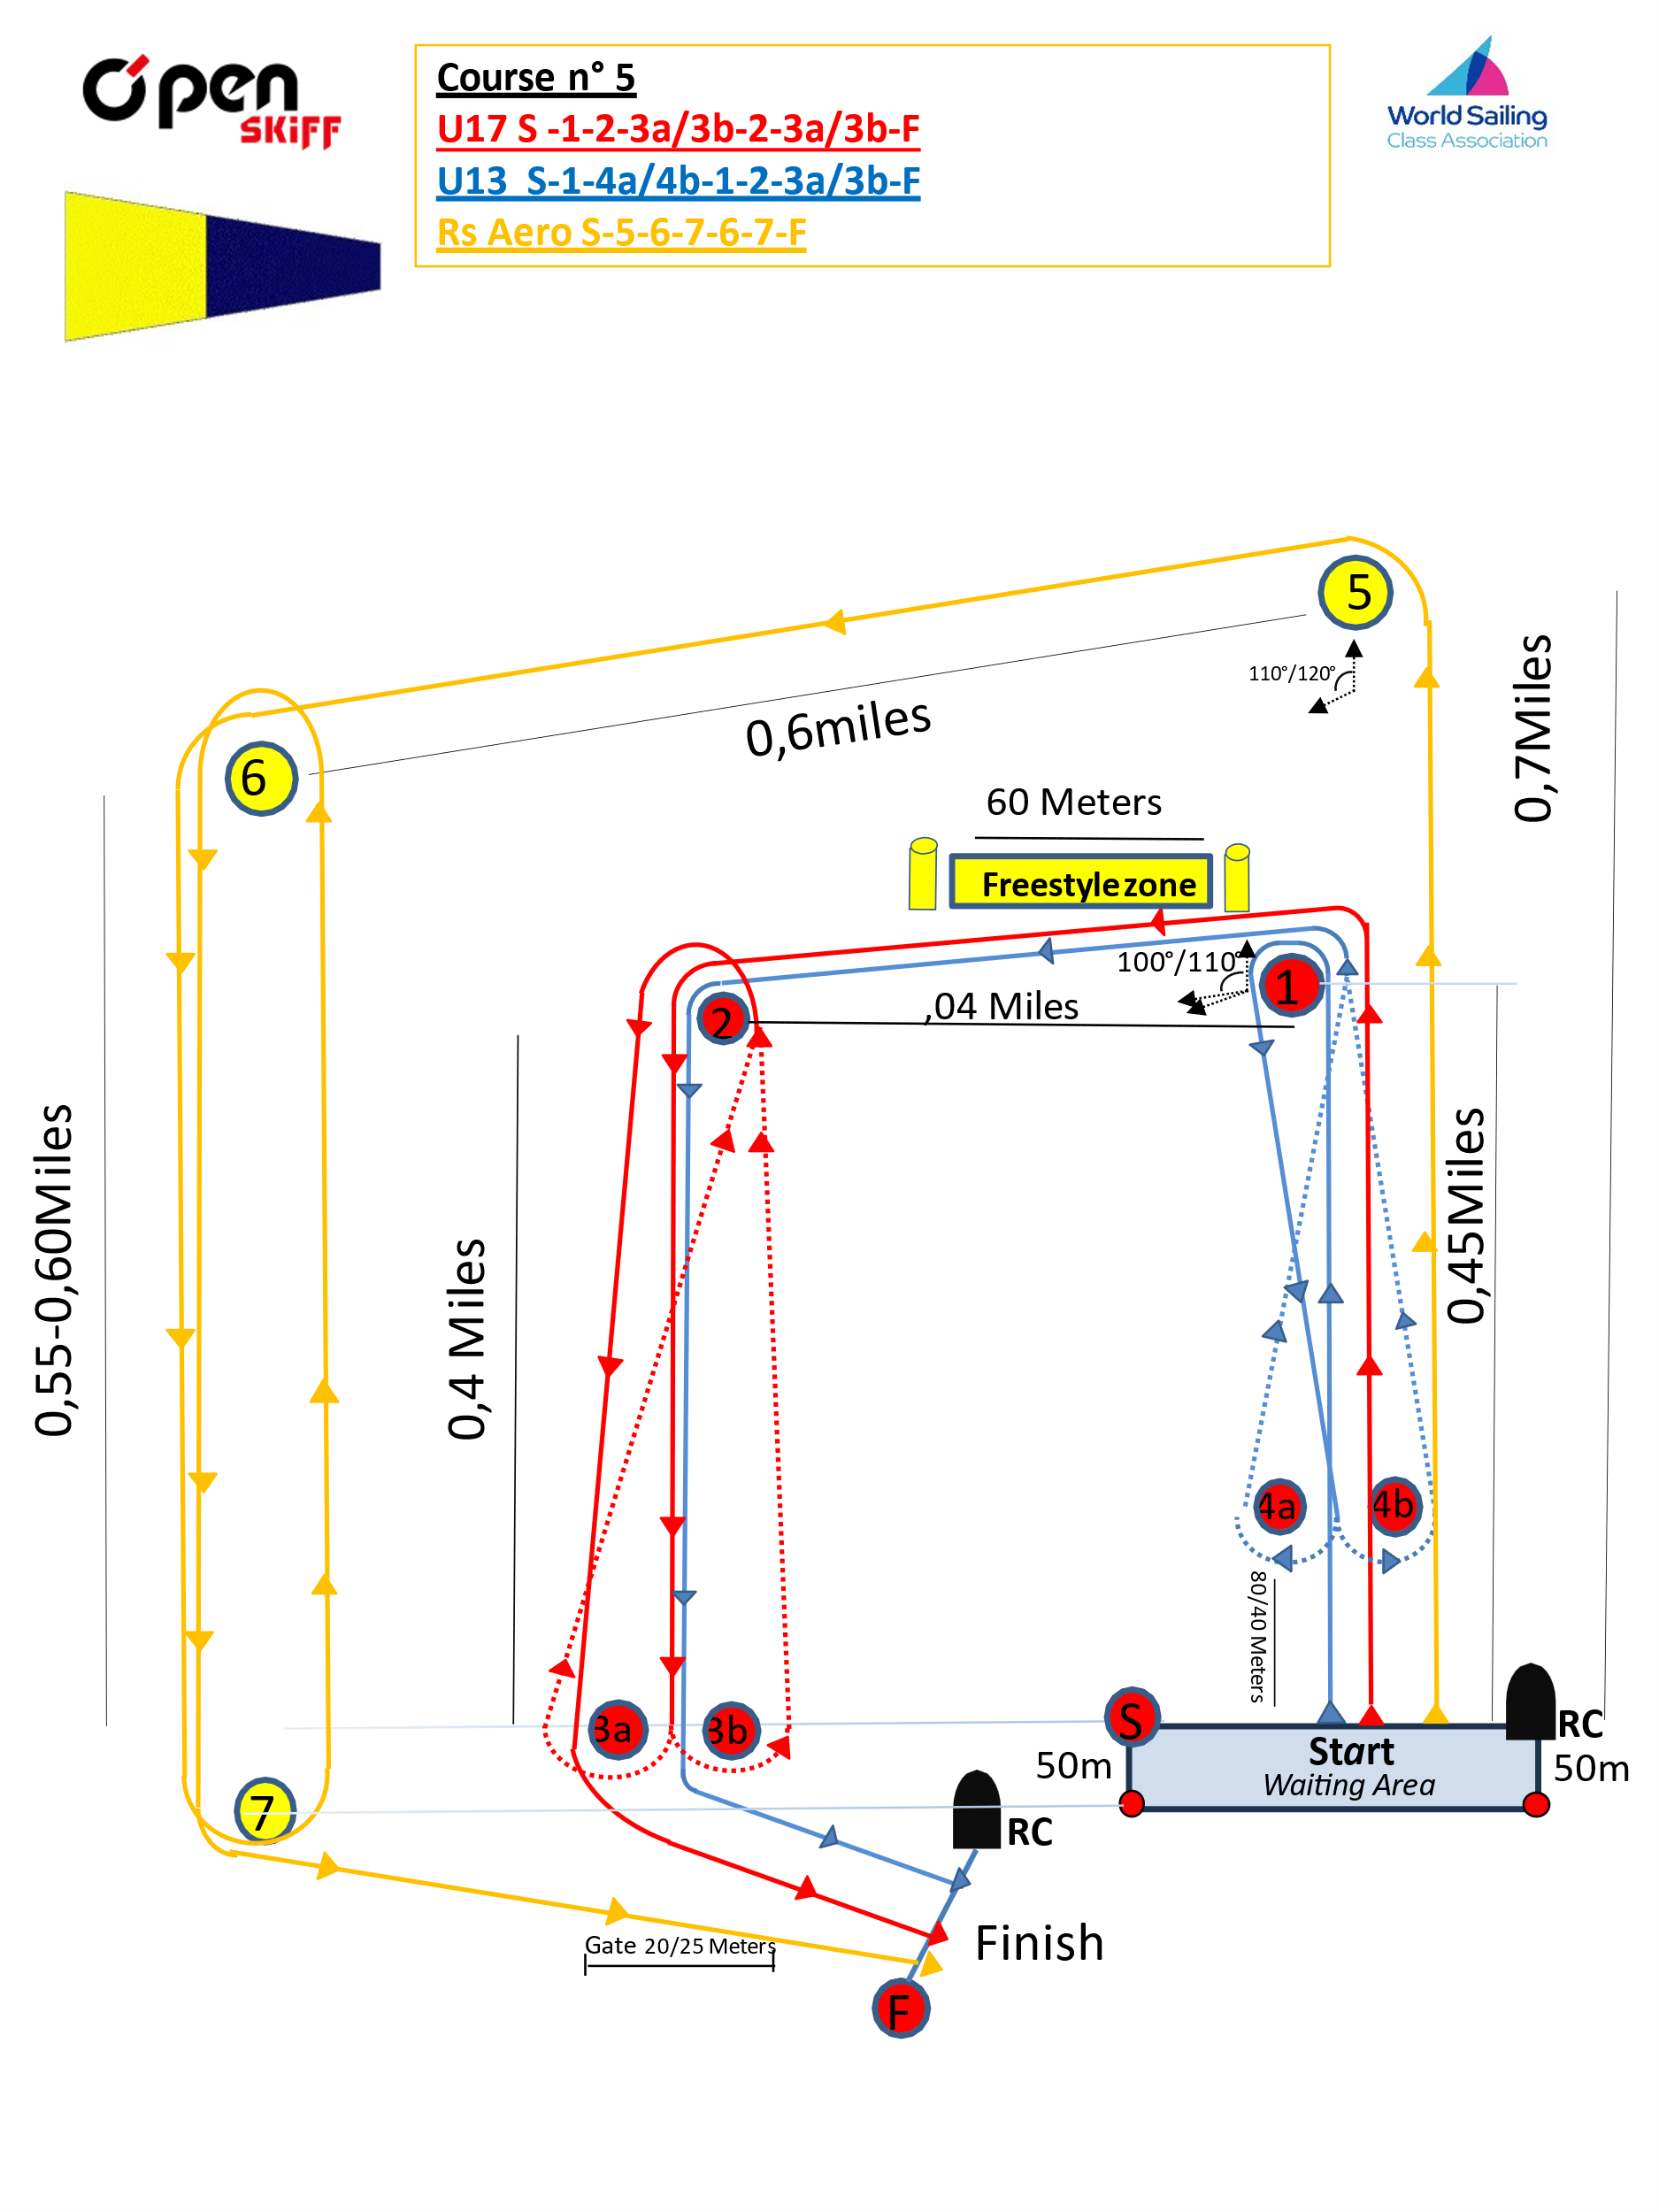 Open
SKiFF
Course n° 5
U17 S -1-2-3a/3b-2-3a/3b-F
U13  S-1-4a/4b-1-2-3a/3b-F
Rs Aero S-5-6-7-6-7-F
World Sailing
Class Association
5
110°/120°
0,7Miles
0,6miles
6
60 Meters
Freestyle zone
100°/110°
1
2
,04 Miles
0,55-0,60Miles
0,4 Miles
0,45Miles
4a
4b
80/40 Meters
3a
3b
S
RC
Start
Waiting Area
50m
50m
7
RC
Finish
Gate 20/25 Meters
F